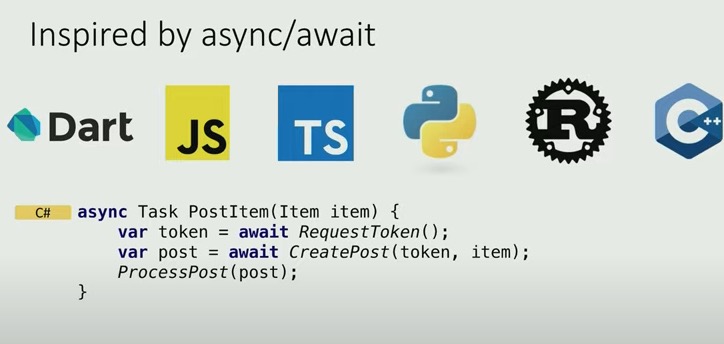 Inspired by async/await
Dart JS TS R C++
C# async Task PostItem(Item item) {
var token = await RequestToken();
var post = await CreatePost(token, item);
ProcessPost(post);
}